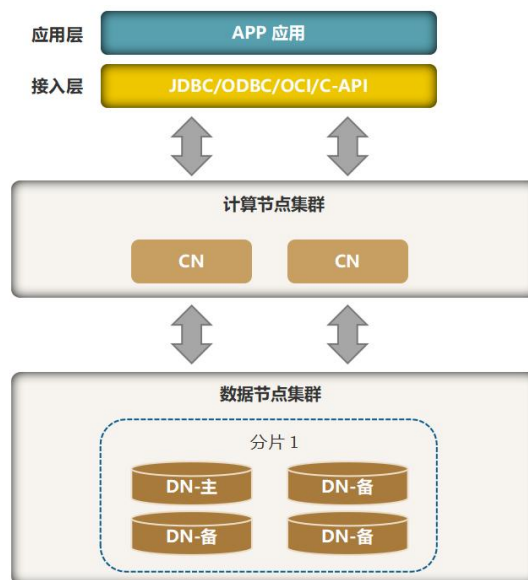 应用层 APP 应用
接入层 JDBC/ODBC/OCI/C-API
计算节点集群
CN CN
数据节点集群
分片 1
DN-主 DN-备
DN-备 DN-备